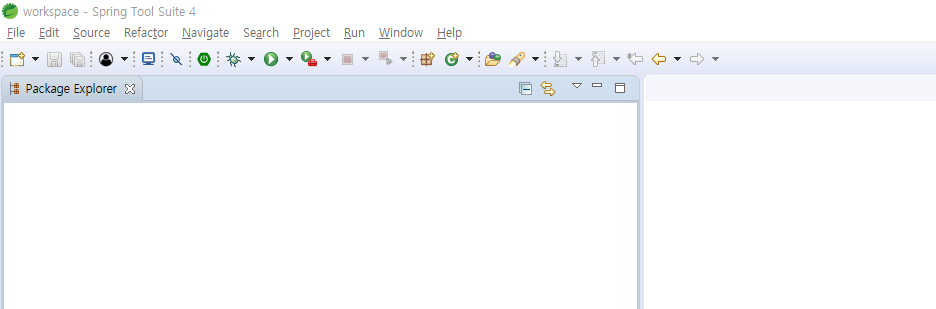 workspace - Spring Tool Suite 4
File Edit Source Refactor Navigate Search Project Run Window Help
Package Explorer